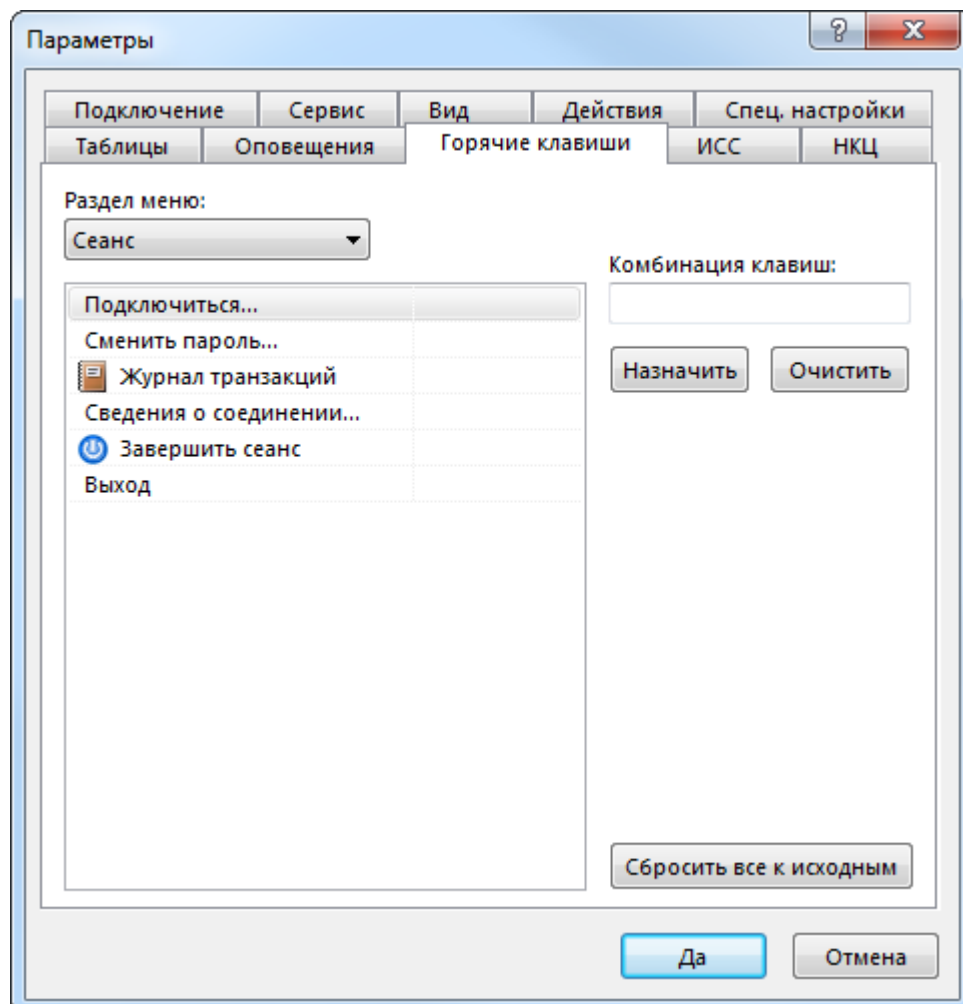 Параметры
Подключение Сервис Вид Действия Спец. настройки
Таблицы Оповещения Горячие клавиши ИСС НКЦ
Раздел меню:
Сеанс
Комбинация клавиш:
Подключиться...
Сменить пароль...
Назначить Очистить
Журнал транзакций
Сведения о соединении...
Завершить сеанс
Выход
Сбросить все к исходным
Да Отмена